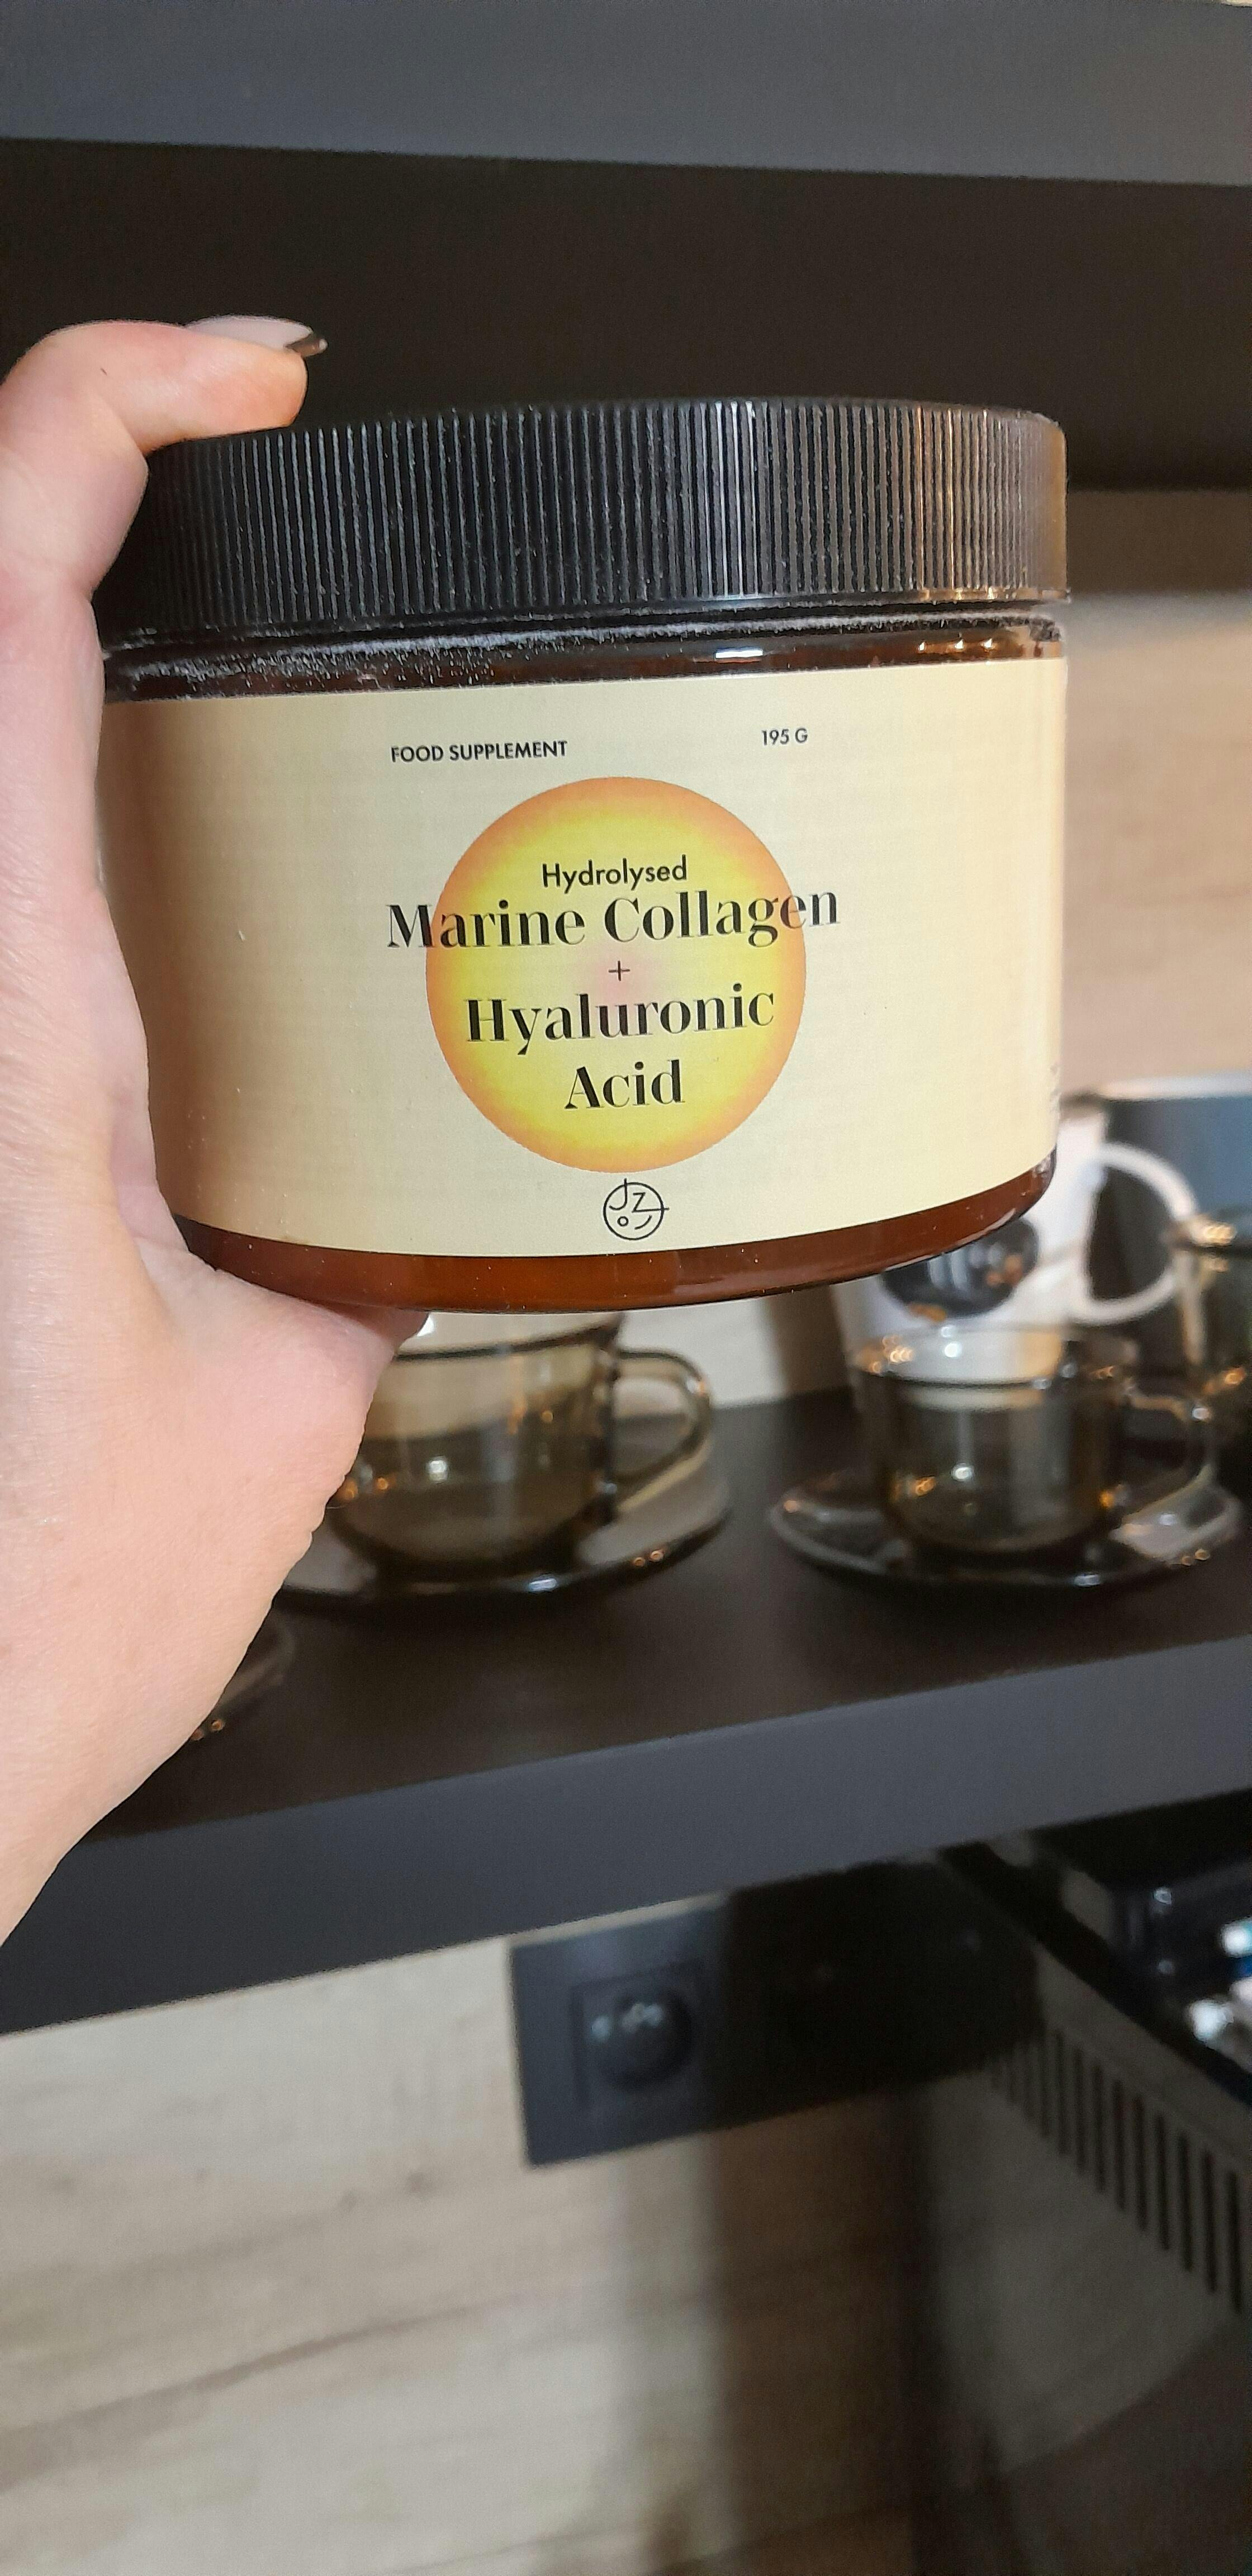 FOOD SUPPLEMENT 195 G
Hydrolysed
Marine Collagen
+
Hyaluronic
Acid